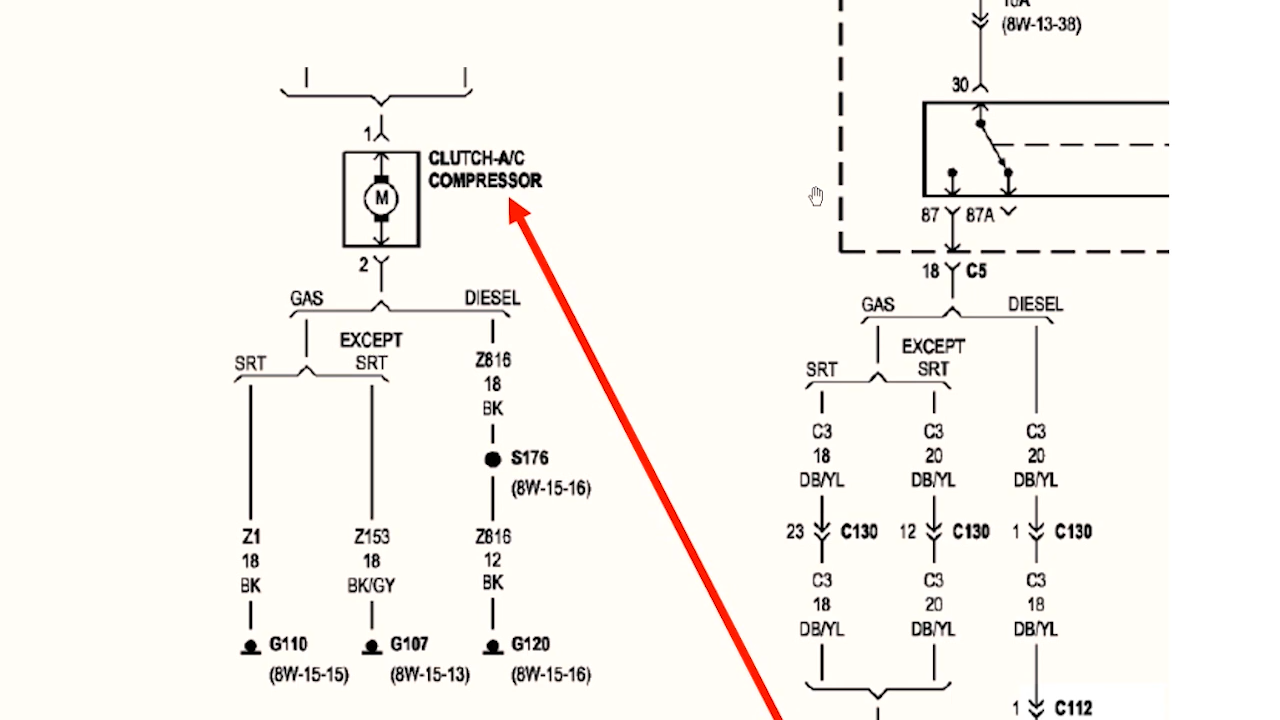 10A
(8W-13-38)
30
1
CLUTCH-A/C
COMPRESSOR
M
87
87A
2
18
C5
GAS
DIESEL
GAS
DIESEL
EXCEPT
SRT
SRT
EXCEPT
SRT
SRT
Z816
18
BK
C3
18
DB/YL
C3
20
DB/YL
C3
20
DB/YL
S176
(8W-15-16)
Z1
18
BK
Z153
18
BK/GY
Z816
12
BK
23
C130
12
C130
1
C130
C3
18
DB/YL
C3
20
DB/YL
C3
18
DB/YL
G110
(8W-15-15)
G107
(8W-15-13)
G120
(8W-15-16)
1
C112